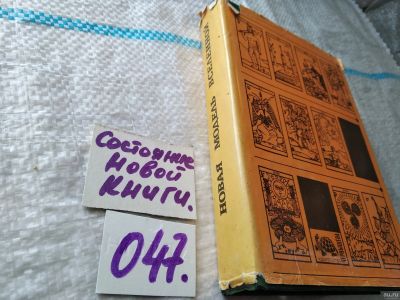 Состояние
Новой
Книги.
047.
НОВАЯ МОДЕЛЬ ВСЕЛЕННОЙ